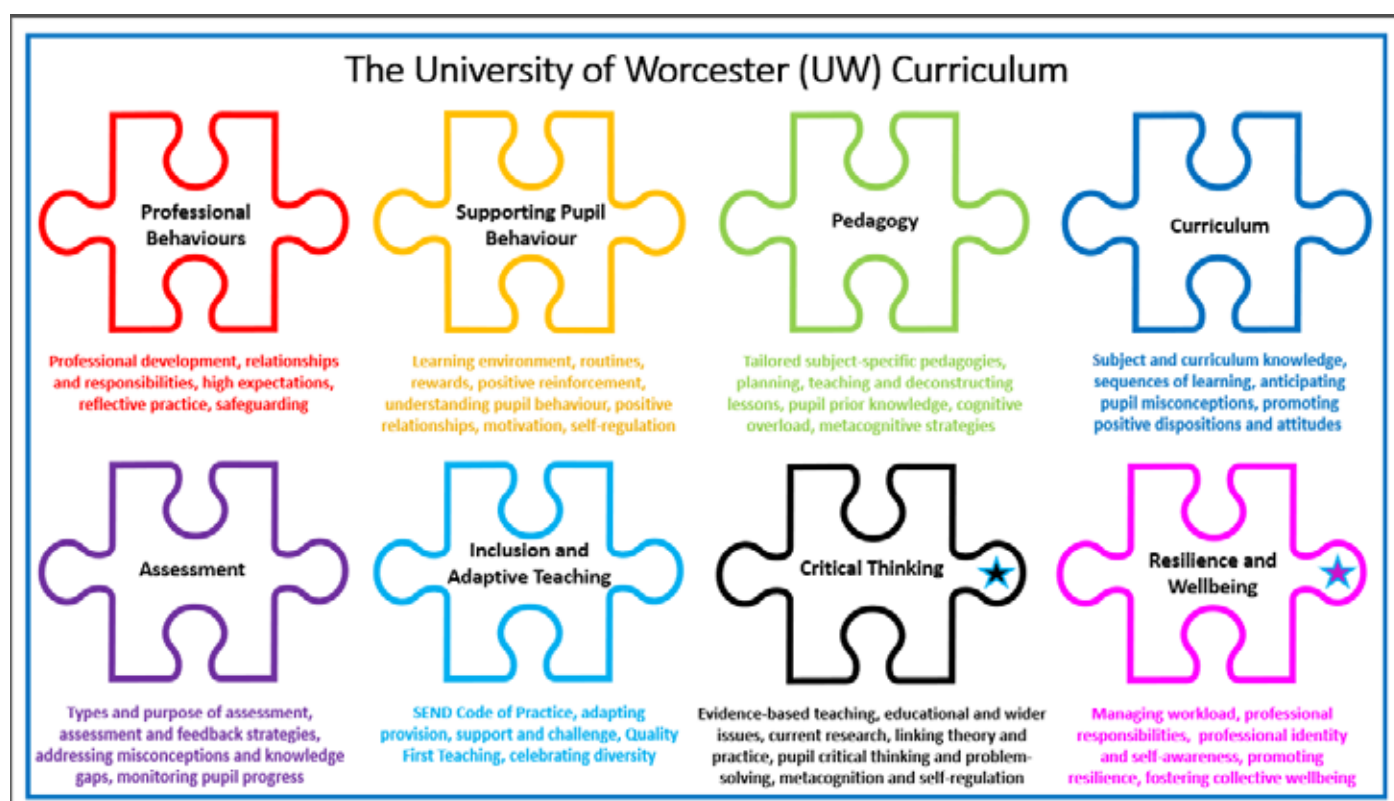 The University of Worcester (UW) Curriculum
Professional
Behaviours
Supporting Pupil
Behaviour
Pedagogy
Curriculum
Professional development, relationships
and responsibilities, high expectations,
reflective practice, safeguarding
Learning environment, routines,
rewards, positive reinforcement,
understanding pupil behaviour, positive
relationships, motivation, self-regulation
Tailored subject-specific pedagogies,
planning, teaching and deconstructing
lessons, pupil prior knowledge, cognitive
overload, metacognitive strategies
Subject and curriculum knowledge,
sequences of learning, anticipating
pupil misconceptions, promoting
positive dispositions and attitudes
Assessment
Inclusion and
Adaptive Teaching
Critical Thinking
Resilience and
Wellbeing
Types and purpose of assessment,
assessment and feedback strategies,
addressing misconceptions and knowledge
gaps, monitoring pupil progress
SEND Code of Practice, adapting
provision, support and challenge, Quality
First Teaching, celebrating diversity
Evidence-based teaching, educational and wider
issues, current research, linking theory and
practice, pupil critical thinking and problem-
solving, metacognition and self-regulation
Managing workload, professional
responsibilities, professional identity
and self-awareness, promoting
resilience, fostering collective wellbeing